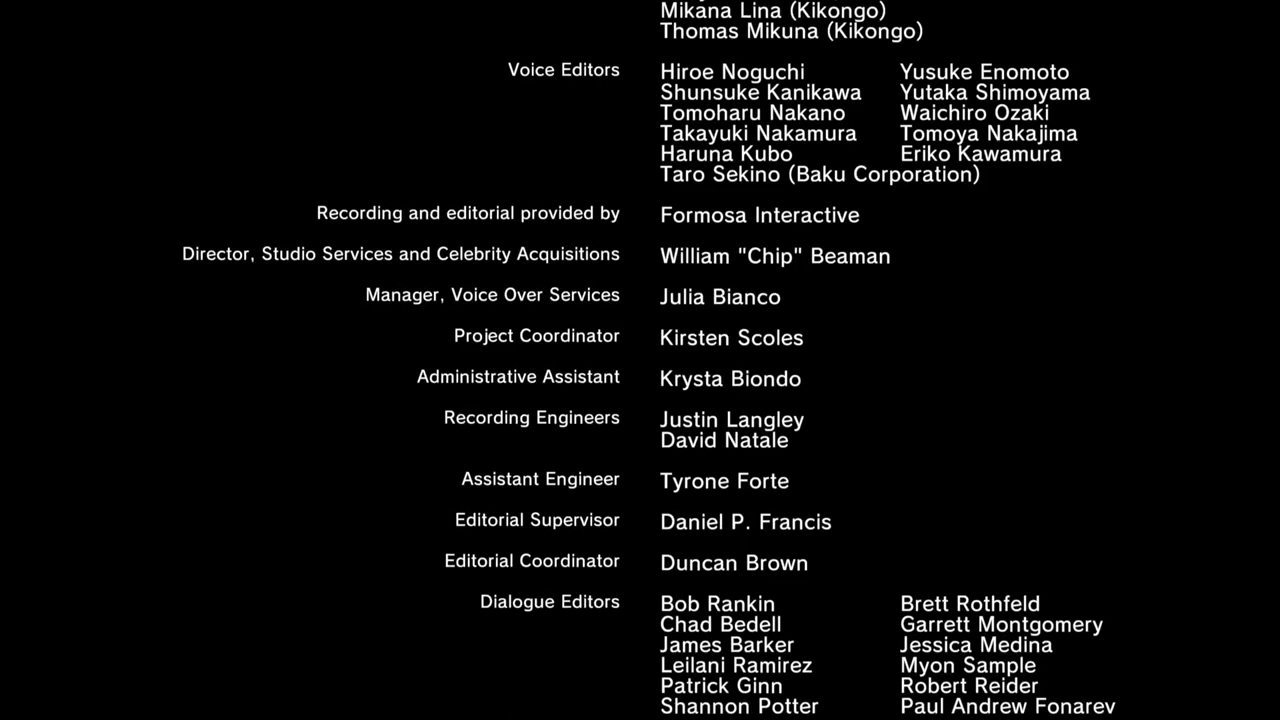 Mikana Lina (Kikongo)
Thomas Mikuna (Kikongo)
Voice Editors Hiroe Noguchi Yusuke Enomoto
Shunsuke Kanikawa Yutaka Shimoyama
Tomoharu Nakano Waichiro Ozaki
Takayuki Nakamura Tomoya Nakajima
Haruna Kubo Eriko Kawamura
Taro Sekino (Baku Corporation)
Recording and editorial provided by Formosa Interactive
Director, Studio Services and Celebrity Acquisitions William "Chip" Beaman
Manager, Voice Over Services Julia Bianco
Project Coordinator Kirsten Scoles
Administrative Assistant Krysta Biondo
Recording Engineers Justin Langley
David Natale
Assistant Engineer Tyrone Forte
Editorial Supervisor Daniel P. Francis
Editorial Coordinator Duncan Brown
Dialogue Editors Bob Rankin Brett Rothfeld
Chad Bedell Garrett Montgomery
James Barker Jessica Medina
Leilani Ramirez Myon Sample
Patrick Ginn Robert Reider
Shannon Potter Paul Andrew Fonarev